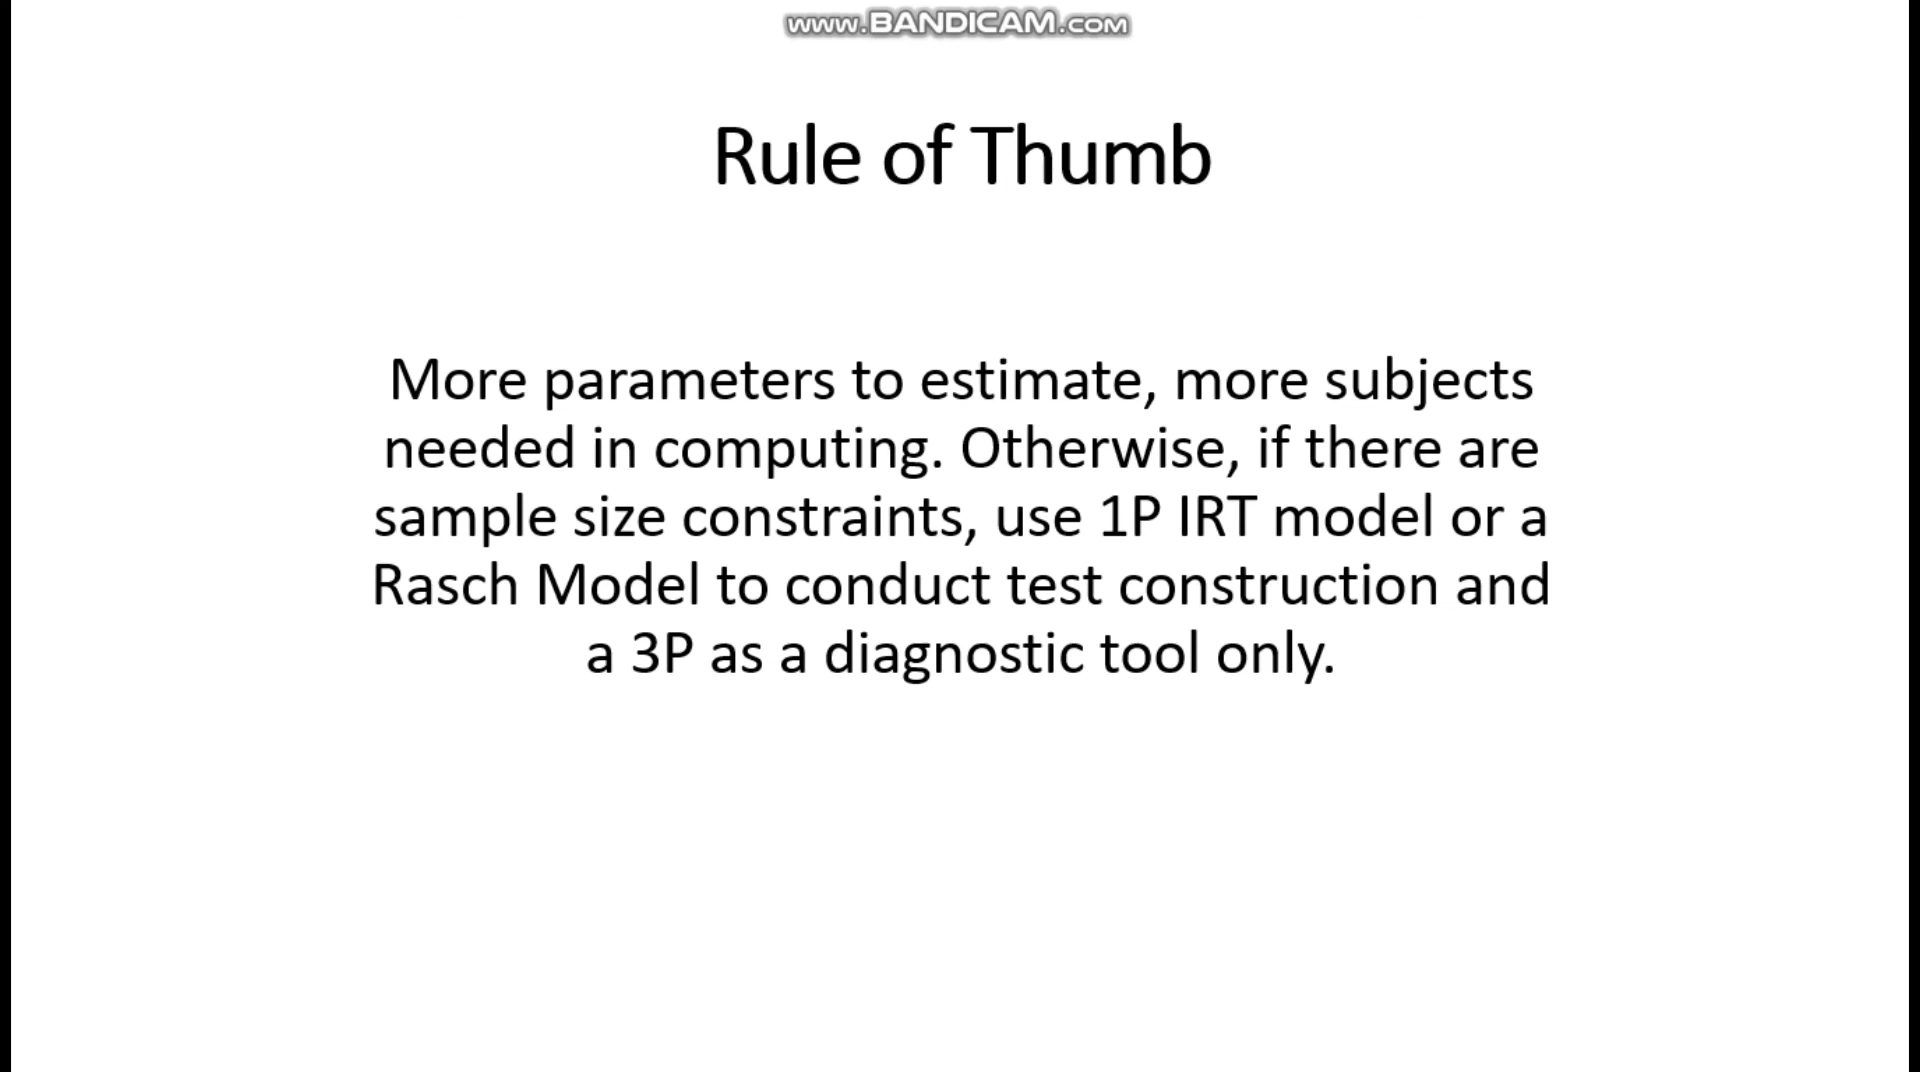 www.BANDICAM.com
Rule of Thumb
More parameters to estimate, more subjects
needed in computing. Otherwise, if there are
sample size constraints, use 1P IRT model or a
Rasch Model to conduct test construction and
a 3P as a diagnostic tool only.